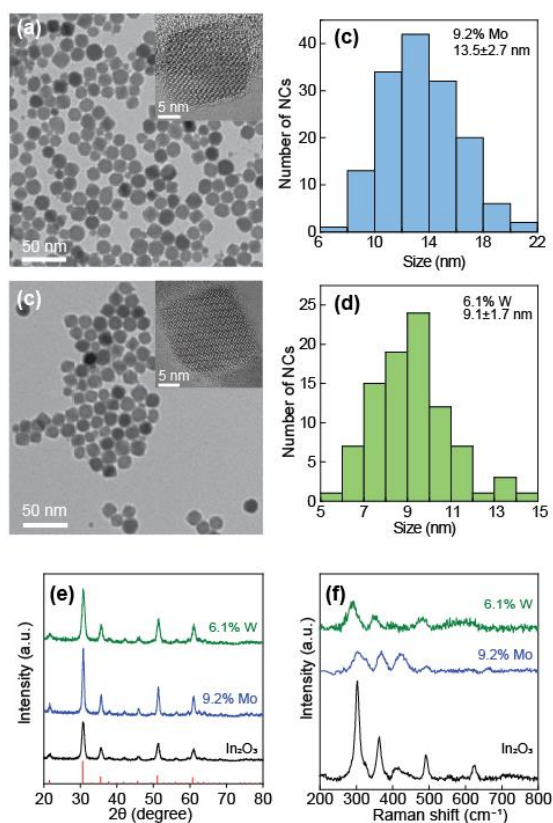 (a)
5 nm
50 nm
(c)
9.2% Mo
13.5±2.7 nm
Number of NCs
40
30
20
10
0
6 10 14 18 22
Size (nm)
(c)
5 nm
50 nm
(d)
6.1% W
9.1±1.7 nm
Number of NCs
25
20
15
10
5
0
5 7 9 11 13 15
Size (nm)
(e)
6.1% W
9.2% Mo
In₂O₃
Intensity (a.u.)
20 30 40 50 60 70 80
2θ (degree)
(f)
6.1% W
9.2% Mo
In₂O₃
Intensity (a.u.)
200 300 400 500 600 700 800
Raman shift (cm⁻¹)